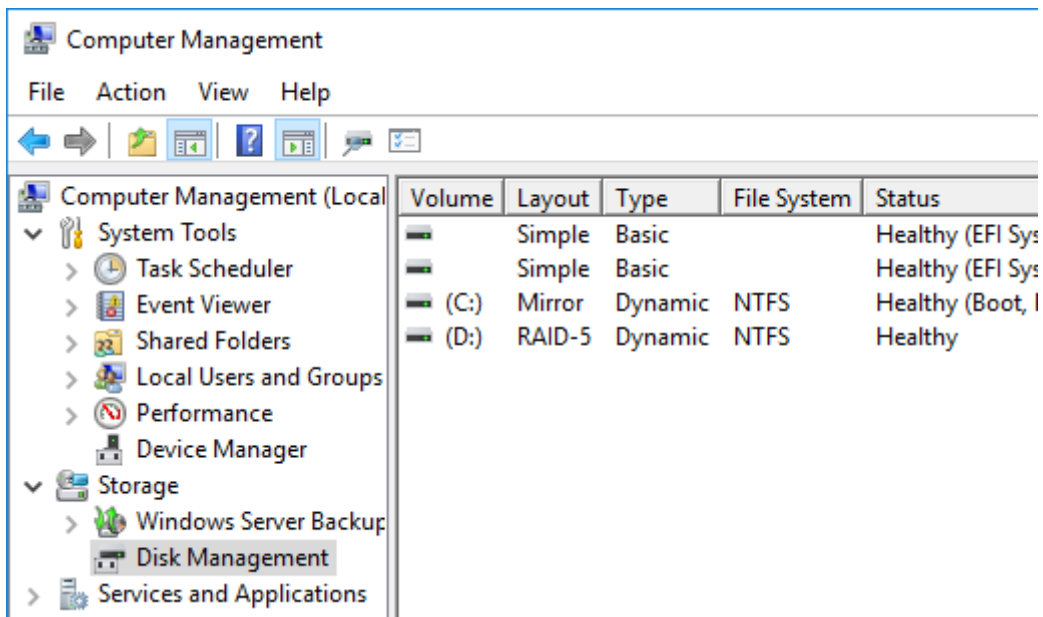 Computer Management
File Action View Help
Computer Management (Local
System Tools
Task Scheduler
Event Viewer
Shared Folders
Local Users and Groups
Performance
Device Manager
Storage
Windows Server Backup
Disk Management
Services and Applications
Volume Layout Type File System Status
Simple Basic Healthy (EFI Sys
Simple Basic Healthy (EFI Sys
(C:) Mirror Dynamic NTFS Healthy (Boot,
(D:) RAID-5 Dynamic NTFS Healthy